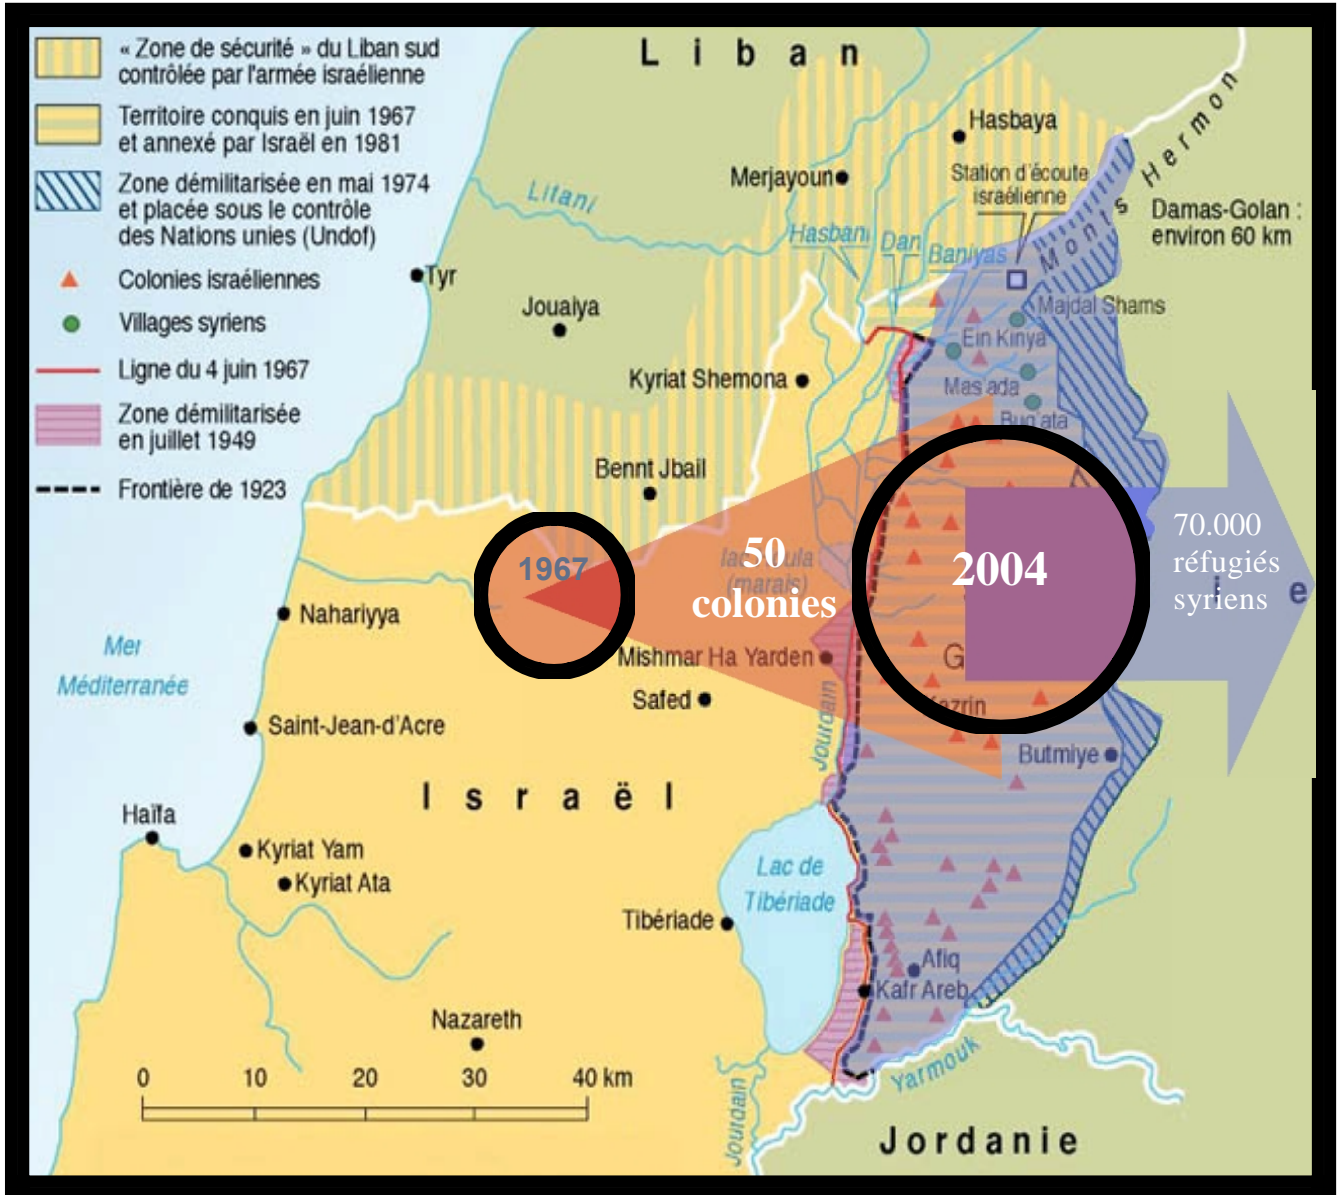 « Zone de sécurité » du Liban sud
contrôlée par l'armée israélienne
Territoire conquis en juin 1967
et annexé par Israël en 1981
Zone démilitarisée en mai 1974
et placée sous le contrôle
des Nations unies (Undof)
Colonies israéliennes
Villages syriens
Ligne du 4 juin 1967
Zone démilitarisée
en juillet 1949
Frontière de 1923
Liban
Hasbaya
Merjayoun
Station d'écoute
israélienne
Monts Hermon
Damas-Golan :
environ 60 km
Litani
Hasbani
Dan
Baniyas
Tyr
Jouaiya
Majdal Shams
Ein Kinya
Kyriat Shemona
Mas'ada
Buq'ata
Bennt Jbail
1967
50
colonies
(marais)
2004
70.000
réfugiés
syriens
i e
Nahariyya
Mer
Méditerranée
Mishmar Ha Yarden
G
Safed
Jourdain
Saint-Jean-d'Acre
Butmiye
Israël
Haïfa
Kyriat Yam
Kyriat Ata
Lac de
Tibériade
Tibériade
Afiq
Kafr Areb
Nazareth
0 10 20 30 40 km
Yarmouk
Jourdain
Jordanie